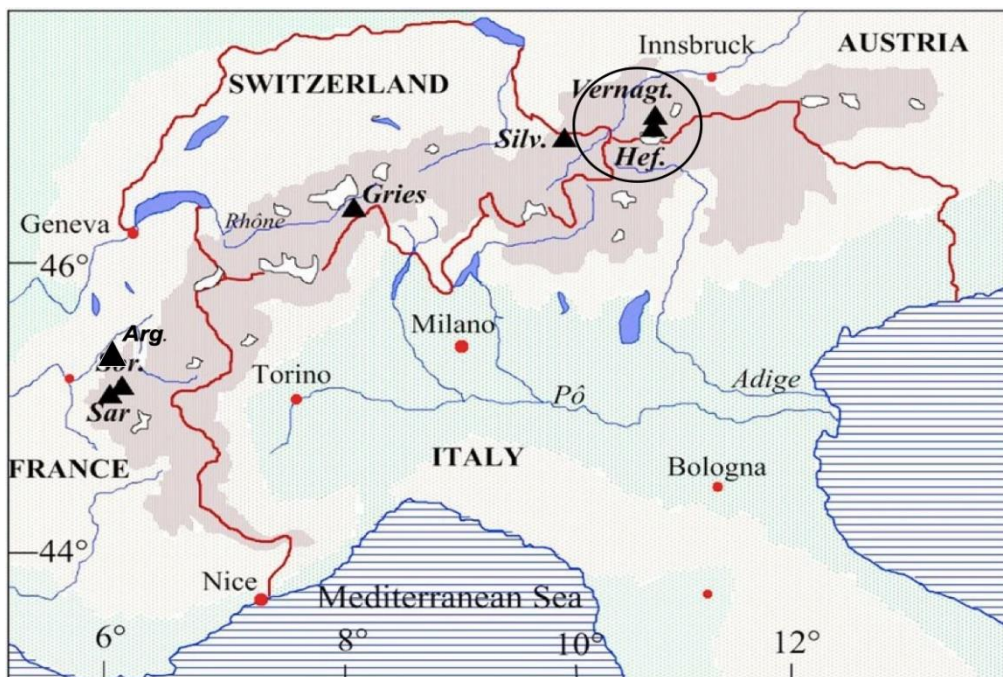 Innsbruck
AUSTRIA
SWITZERLAND
Vernagt.
Silv.
Hef.
Gries
Rhône
Geneva
46°
Milano
Arg.
Sor.
Torino
Adige
Pô
Sar
FRANCE
ITALY
Bologna
44°
Nice
Mediterranean Sea
6°
8°
10°
12°